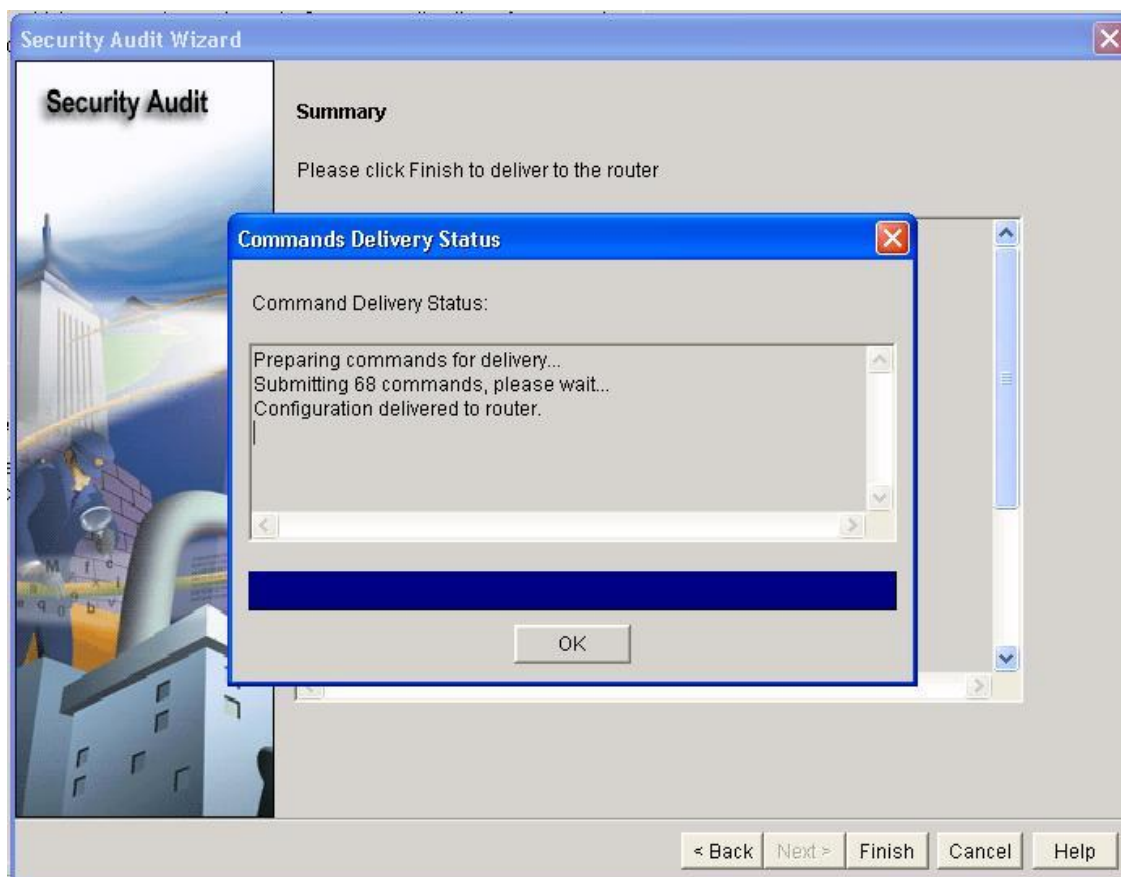 Security Audit Wizard
Security Audit
Summary
Please click Finish to deliver to the router
Commands Delivery Status
Command Delivery Status:
Preparing commands for delivery...
Submitting 68 commands, please wait...
Configuration delivered to router.
OK
< Back
Next >
Finish
Cancel
Help